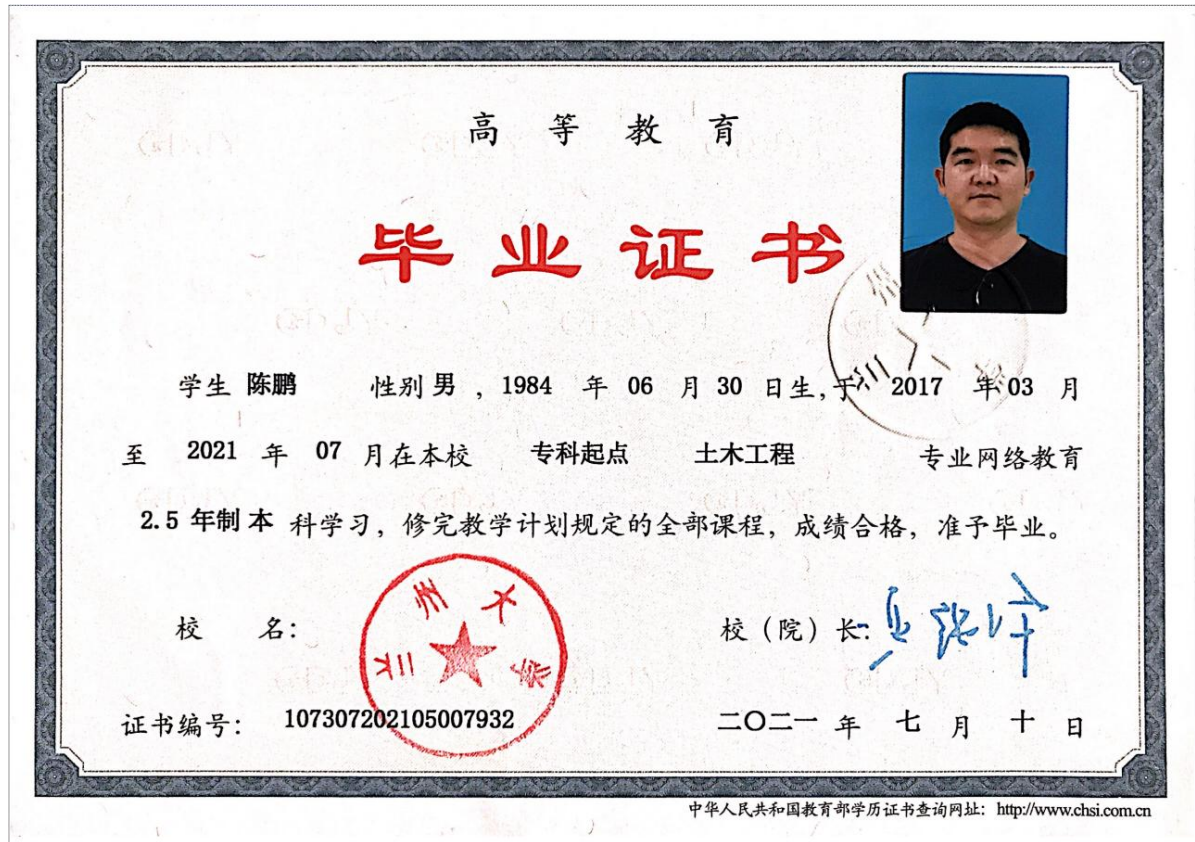 高等教育
毕业证书
学生 陈鹏 性别 男 , 1984 年 06 月 30 日生,于 2017 年 03 月
至 2021 年 07 月在本校 专科起点 土木工程 专业网络教育
2.5 年制 本 科学习，修完教学计划规定的全部课程，成绩合格，准予毕业。
校 名：
兰州大学
校（院）长：
证书编号： 107307202105007932
二〇二一 年 七 月 十 日
中华人民共和国教育部学历证书查询网址：http://www.chsi.com.cn